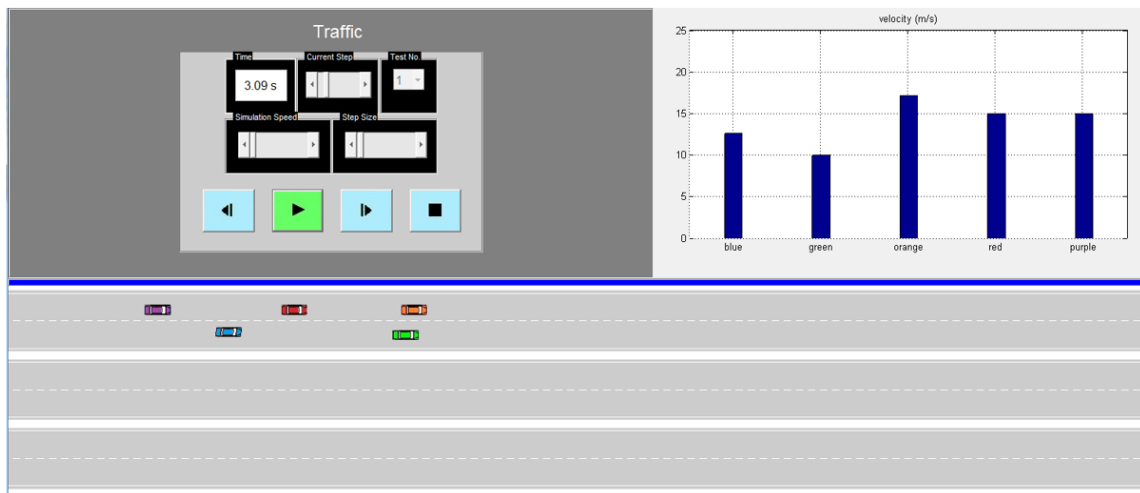 Traffic
Time
Current Step
Test No.
3.09 s
1
Simulation Speed
Step Size
velocity (m/s)
25
20
15
10
5
0
blue
green
orange
red
purple